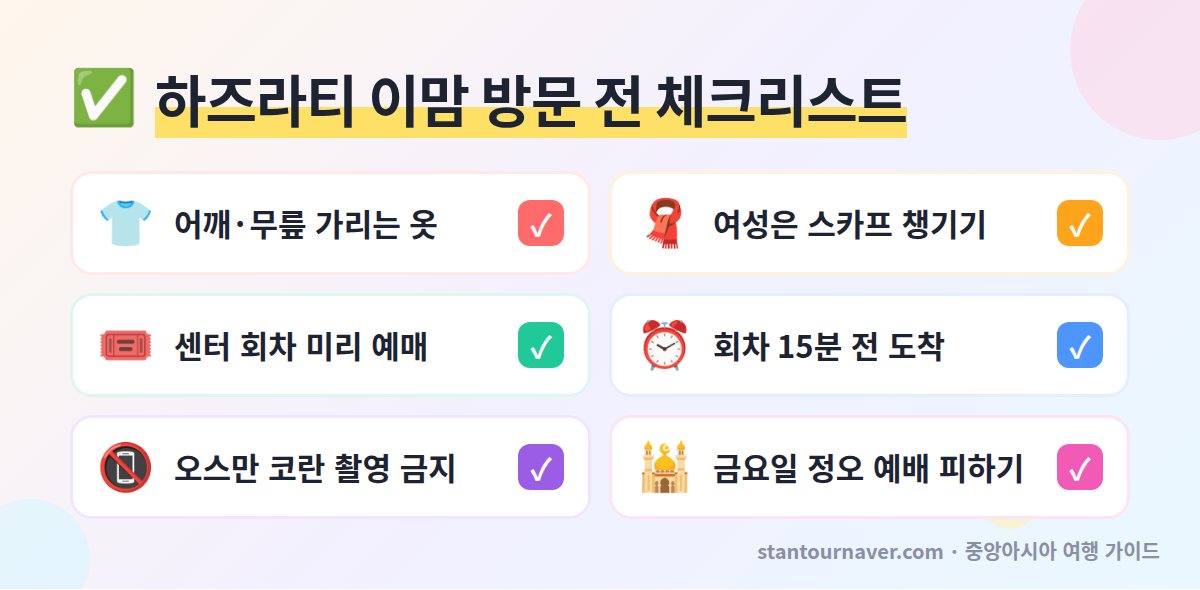 ✅ 하즈라티 이맘 방문 전 체크리스트
어깨·무릎 가리는 옷
여성은 스카프 챙기기
센터 회차 미리 예매
회차 15분 전 도착
오스만 코란 촬영 금지
금요일 정오 예배 피하기
stantournaver.com · 중앙아시아 여행 가이드